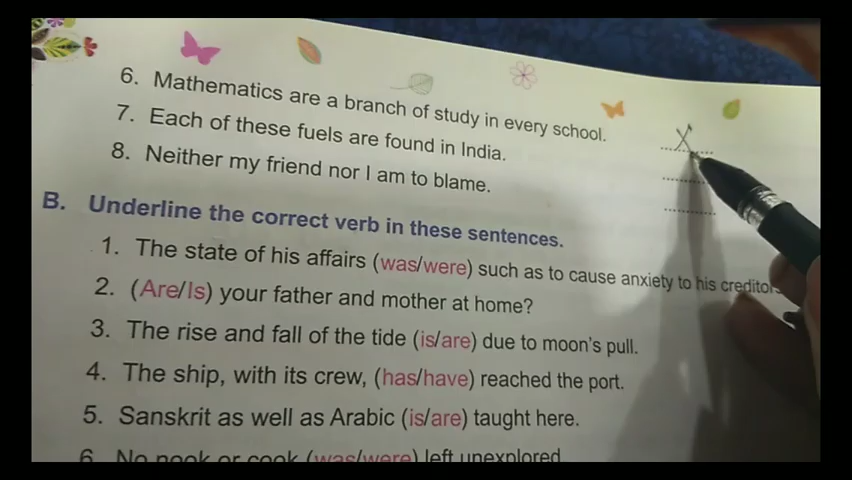 6. Mathematics are a branch of study in every school. X
7. Each of these fuels are found in India.
8. Neither my friend nor I am to blame.
B. Underline the correct verb in these sentences.
1. The state of his affairs (was/were) such as to cause anxiety to his creditor
2. (Are/Is) your father and mother at home?
3. The rise and fall of the tide (is/are) due to moon's pull.
4. The ship, with its crew, (has/have) reached the port.
5. Sanskrit as well as Arabic (is/are) taught here.
6. No nook or cook (was/were) left unexplored